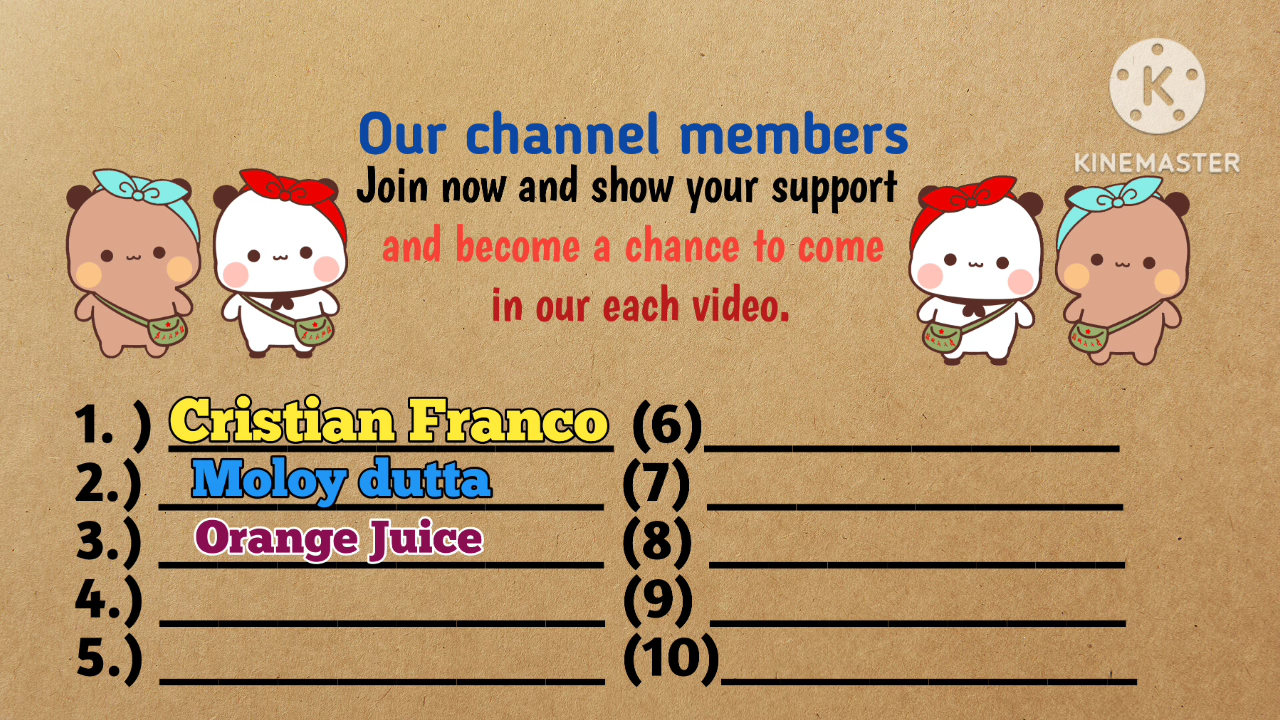 K
KINEMASTER
Our channel members
Join now and show your support
and become a chance to come
in our each video.
1. ) Cristian Franco
2.) Moloy dutta
3.) Orange Juice
4.)
5.)
(6)
(7)
(8)
(9)
(10)